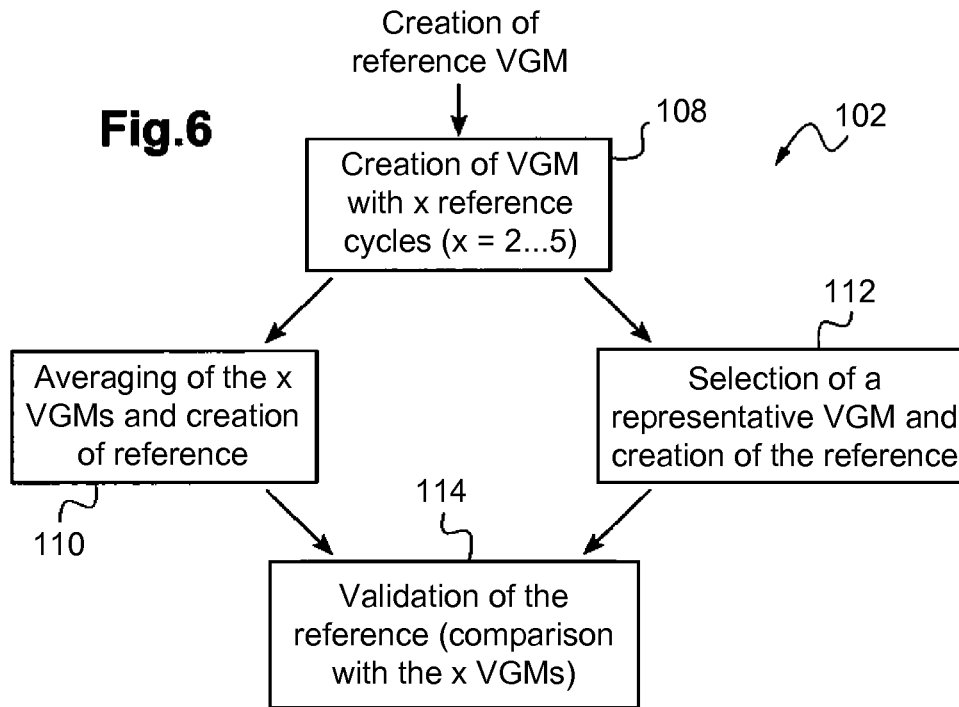 Creation of
reference VGM
Fig.6
108
102
Creation of VGM
with x reference
cycles (x = 2...5)
112
Averaging of the x
VGMs and creation
of reference
Selection of a
representative VGM and
creation of the reference
110
114
Validation of the
reference (comparison
with the x VGMs)